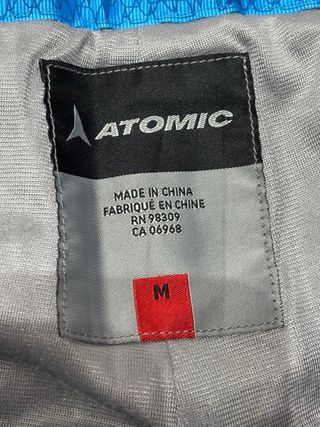 ATOMIC
MADE IN CHINA
FABRIQUÉ EN CHINE
RN 98309
CA 06968
M